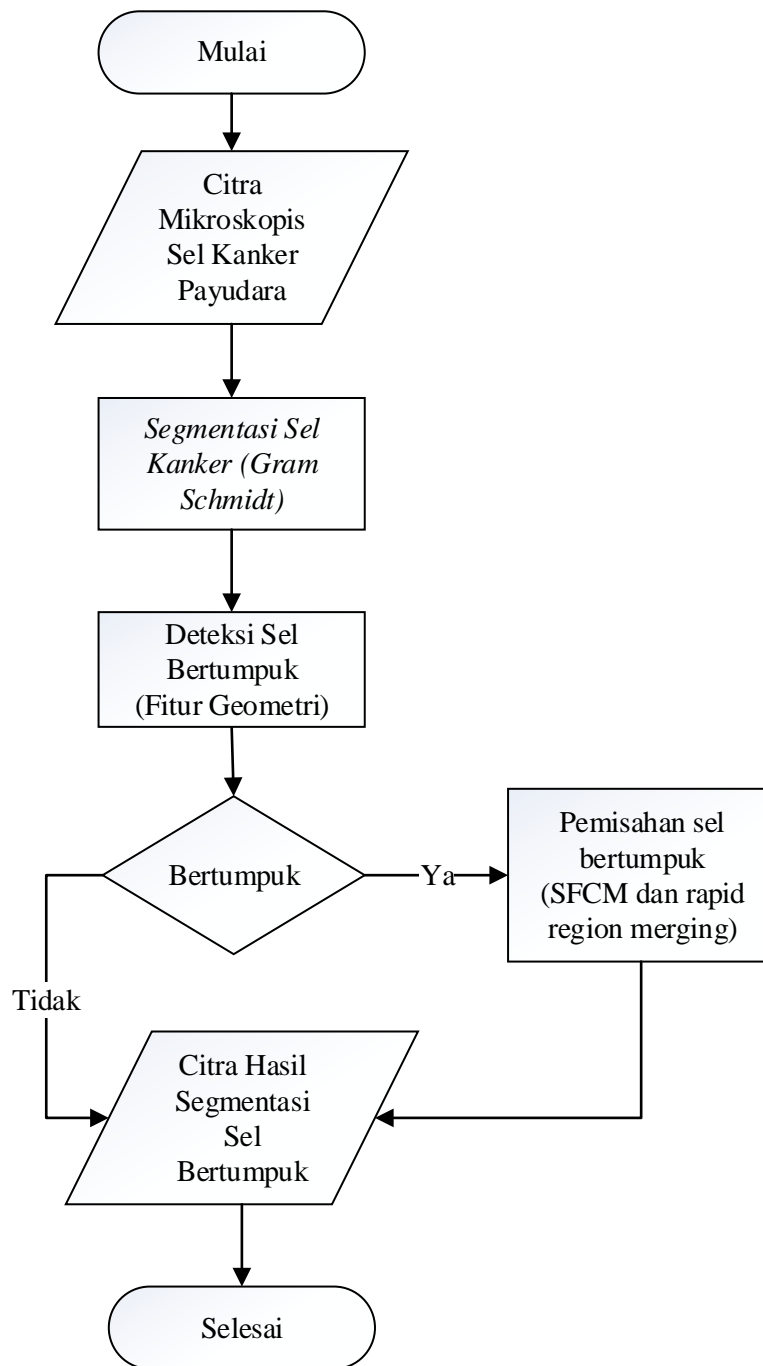 Mulai
Citra
Mikroskopis
Sel Kanker
Payudara
Segmentasi Sel
Kanker (Gram
Schmidt)
Deteksi Sel
Bertumpuk
(Fitur Geometri)
Bertumpuk
Ya
Pemisahan sel
bertumpuk
(SFCM dan rapid
region merging)
Tidak
Citra Hasil
Segmentasi
Sel
Bertumpuk
Selesai